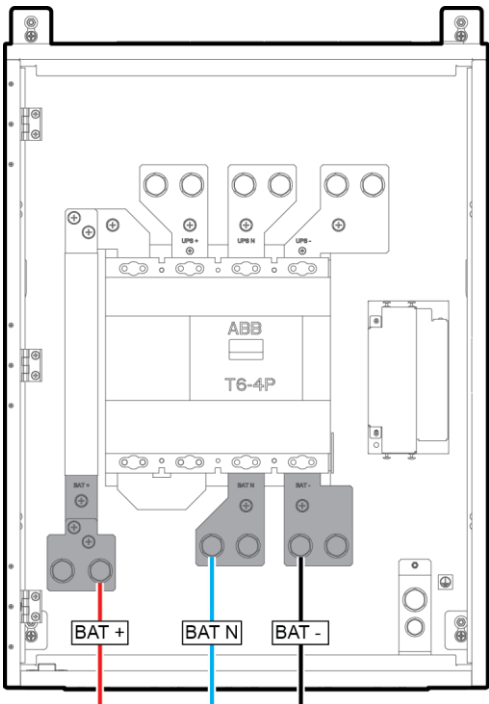 UPS +
UPS N
UPS -
ABB
T6-4P
BAT +
BAT N
BAT -
BAT +
BAT N
BAT -